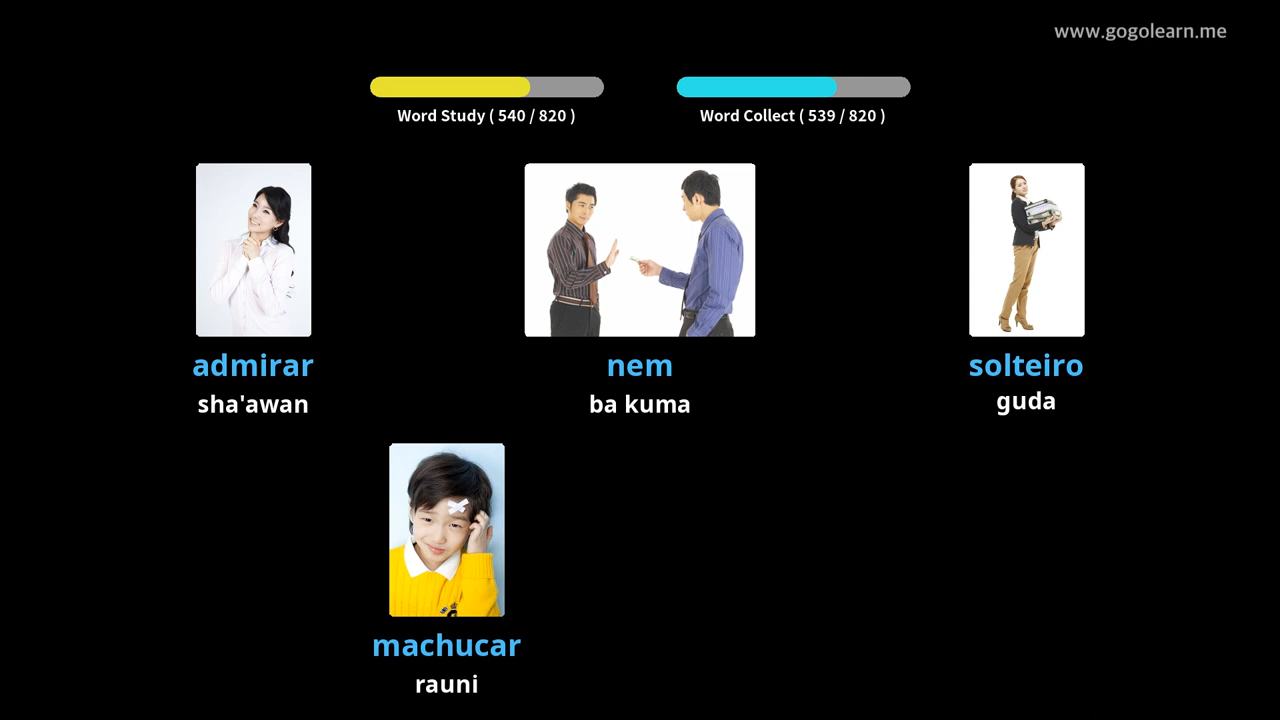 www.gogolearn.me
Word Study ( 540 / 820 )
Word Collect ( 539 / 820 )
admirar
sha'awan
nem
ba kuma
solteiro
guda
machucar
rauni